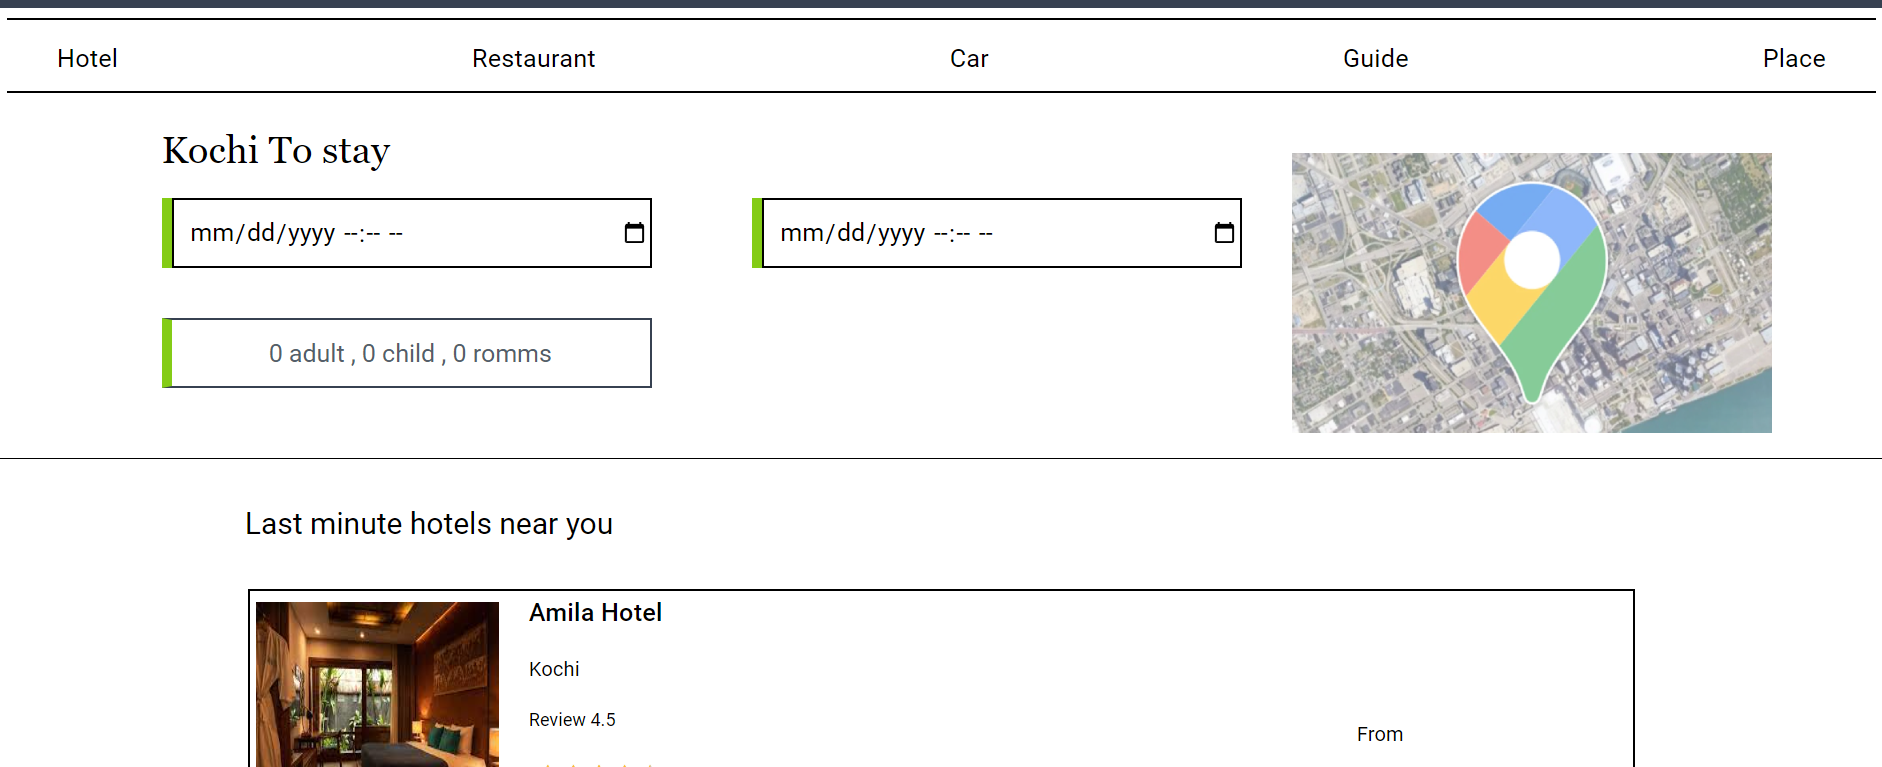 Hotel Restaurant Car Guide Place
Kochi To stay
mm/dd/yyyy --:-- -- mm/dd/yyyy --:-- --
0 adult , 0 child , 0 romms
Last minute hotels near you
Amila Hotel
Kochi
Review 4.5
From